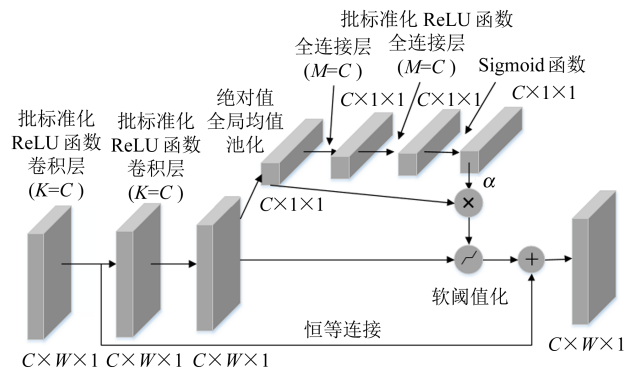 批标准化 ReLU 函数
全连接层
(M=C)
全连接层
(M=C)
Sigmoid 函数
C×1×1
C×1×1
C×1×1
绝对值
全局均值
池化
批标准化
ReLU 函数
卷积层
(K=C)
批标准化
ReLU 函数
卷积层
(K=C)
C×1×1
α
×
+
软阈值化
恒等连接
C×W×1
C×W×1
C×W×1
C×W×1